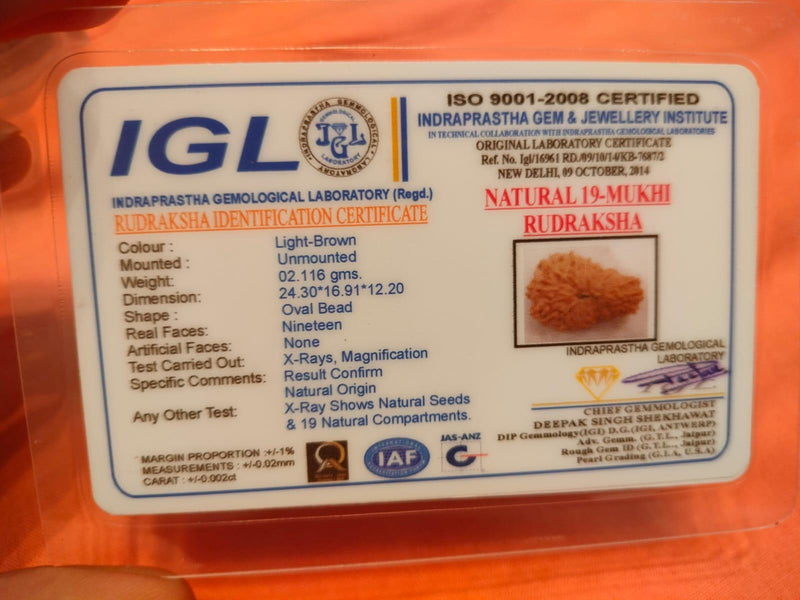 IGL
INDRAPRASTHA GEMOLOGICAL LABORATORY (Regd.)
RUDRAKSHA IDENTIFICATION CERTIFICATE
Colour : Light-Brown
Mounted : Unmounted
Weight: 02.116 gms.
Dimension: 24.30*16.91*12.20
Shape : Oval Bead
Real Faces: Nineteen
Artificial Faces: None
Test Carried Out: X-Rays, Magnification
Specific Comments: Result Confirm
Natural Origin
Any Other Test: X-Ray Shows Natural Seeds
& 19 Natural Compartments.
MARGIN PROPORTION :+/-1%
MEASUREMENTS : +/-0.02mm
CARAT : +/-0.002ct
IAF
JAS-ANZ
ISO 9001-2008 CERTIFIED
INDRAPRASTHA GEM & JEWELLERY INSTITUTE
IN TECHNICAL COLLABORATION WITH INDRAPRASTHA GEMOLOGICAL LABORATORIES
ORIGINAL LABORATORY CERTIFICATE
Ref. No. Igl/16961 RD./09/10/14/KB-7687/2
NEW DELHI, 09 OCTOBER, 2014
NATURAL 19-MUKHI
RUDRAKSHA
INDRAPRASTHA GEMOLOGICAL
LABORATORY
CHIEF GEMMOLOGIST
DEEPAK SINGH SHEKHAWAT
DIP Gemmology(IGI) D.G.(IGI, ANTWERP)
Adv. Gemm. (G.T.L., Jaipur)
Rough Gem ID (G.T.L., Jaipur)
Pearl Grading (G.I.A, U.S.A)